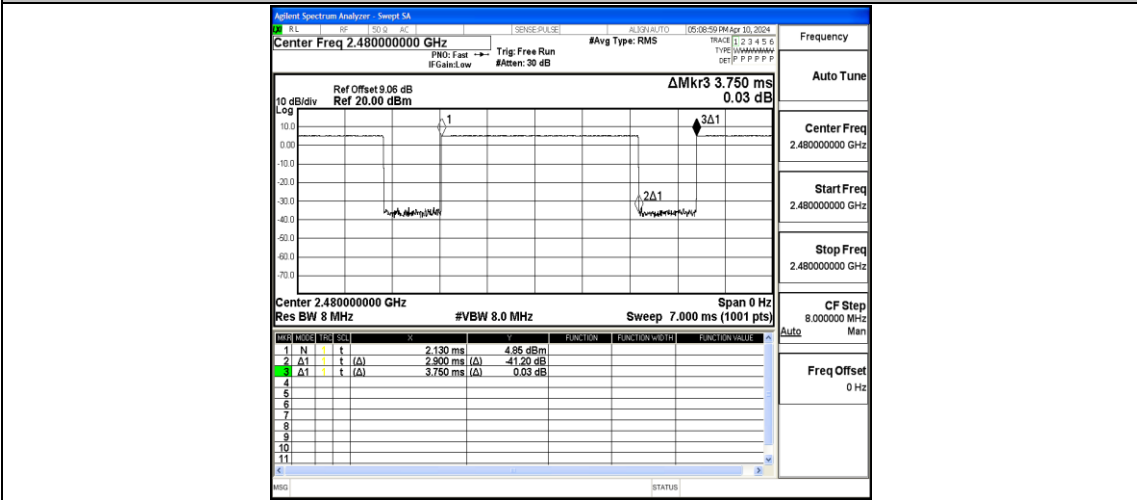 Agilent Spectrum Analyzer - Swept SA
RL RF 50 Ω AC SENSE:PULSE ALIGN AUTO 05:08:59 PM Apr 10, 2024
Center Freq 2.480000000 GHz #Avg Type: RMS TRACE 1 2 3 4 5 6
PNO: Fast Trig: Free Run TYPE
IFGain:Low #Atten: 30 dB DET P P P P P P
Frequency
ΔMkr3 3.750 ms
0.03 dB
Ref Offset 9.06 dB
10 dB/div Ref 20.00 dBm
Log
10.0
0.00
-10.0
-20.0
-30.0
-40.0
-50.0
-60.0
-70.0
1
3Δ1
2Δ1
Center 2.480000000 GHz Span 0 Hz
Res BW 8 MHz #VBW 8.0 MHz Sweep 7.000 ms (1001 pts)
MKR MODE TRC SCL X Y FUNCTION FUNCTION WIDTH FUNCTION VALUE
1 N 1 t 2.130 ms 4.85 dBm
2 Δ1 1 t (Δ) 2.900 ms (Δ) -41.20 dB
3 Δ1 1 t (Δ) 3.750 ms (Δ) 0.03 dB
4
5
6
7
8
9
10
11
MSG STATUS
Auto Tune
Center Freq
2.480000000 GHz
Start Freq
2.480000000 GHz
Stop Freq
2.480000000 GHz
CF Step
8.000000 MHz
Auto Man
Freq Offset
0 Hz